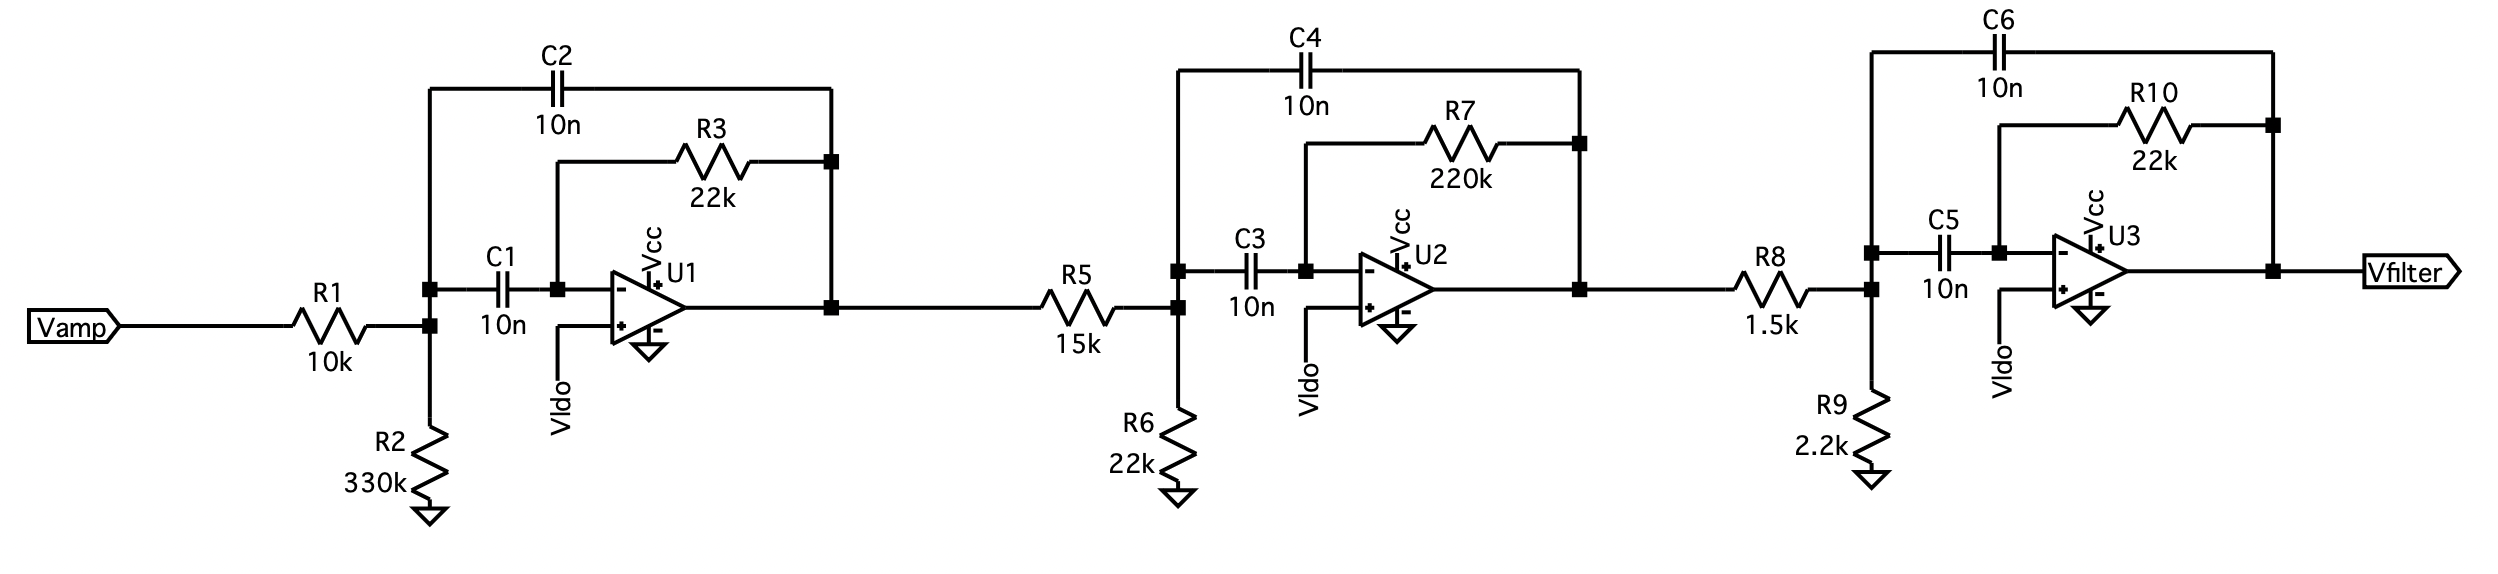 C6
10n
C4
10n
C2
10n
R10
22k
R7
220k
R3
22k
Vcc
U3
C5
10n
Vcc
U2
C3
10n
Vcc
U1
C1
10n
Vamp
R1
10k
R5
15k
R8
1.5k
Vfilter
Vldo
Vldo
Vldo
R2
330k
R6
22k
R9
2.2k